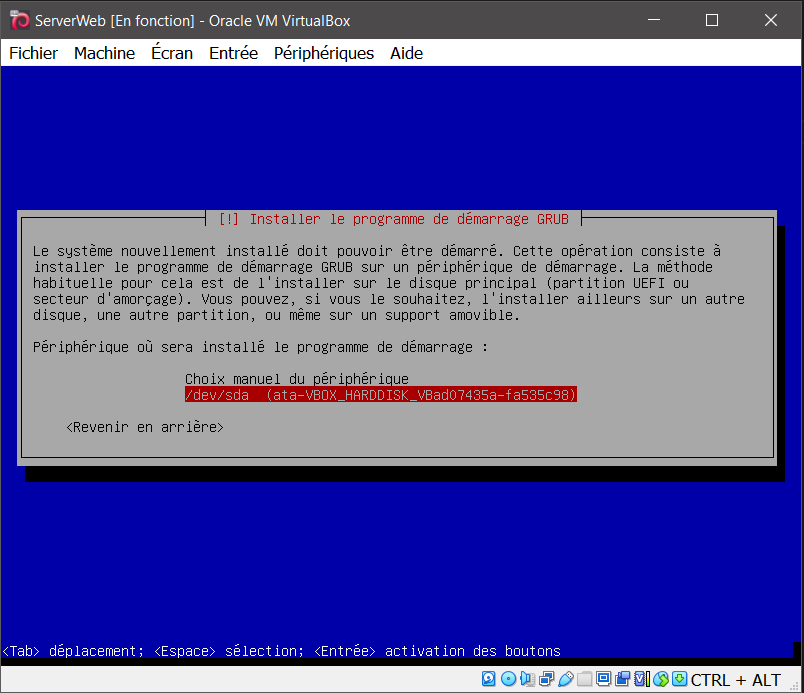 ServerWeb [En fonction] - Oracle VM VirtualBox
Fichier Machine Écran Entrée Périphériques Aide
[!] Installer le programme de démarrage GRUB
Le système nouvellement installé doit pouvoir être démarré. Cette opération consiste à
installer le programme de démarrage GRUB sur un périphérique de démarrage. La méthode
habituelle pour cela est de l'installer sur le disque principal (partition UEFI ou
secteur d'amorçage). Vous pouvez, si vous le souhaitez, l'installer ailleurs sur un autre
disque, une autre partition, ou même sur un support amovible.
Périphérique où sera installé le programme de démarrage :
Choix manuel du périphérique
/dev/sda (ata-VBOX_HARDDISK_VBad07435a-fa535c98)
<Revenir en arrière>
<Tab> déplacement; <Espace> sélection; <Entrée> activation des boutons
CTRL + ALT